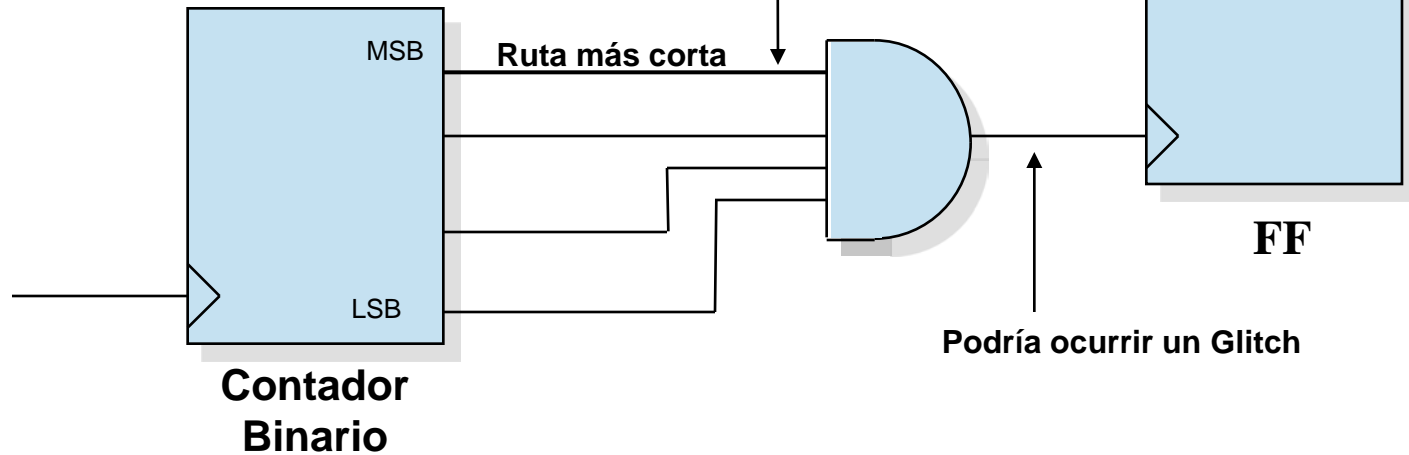 MSB
Ruta más corta
LSB
FF
Podría ocurrir un Glitch
Contador
Binario